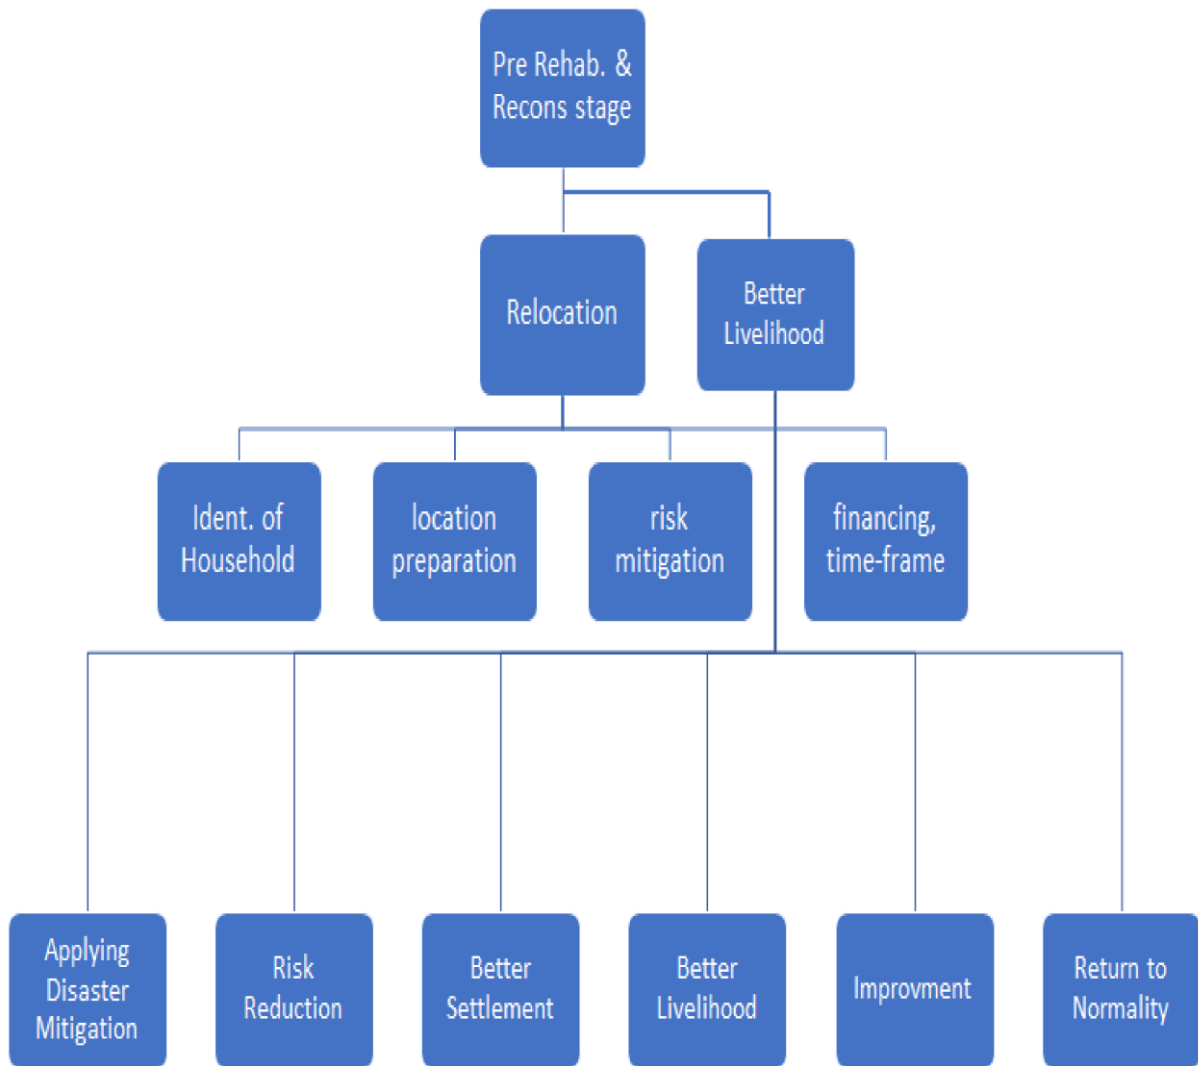 Pre Rehab. &
Recons stage
Relocation
Better
Livelihood
Ident. of
Household
location
preparation
risk
mitigation
financing,
time-frame
Applying
Disaster
Mitigation
Risk
Reduction
Better
Settlement
Better
Livelihood
Improvment
Return to
Normality